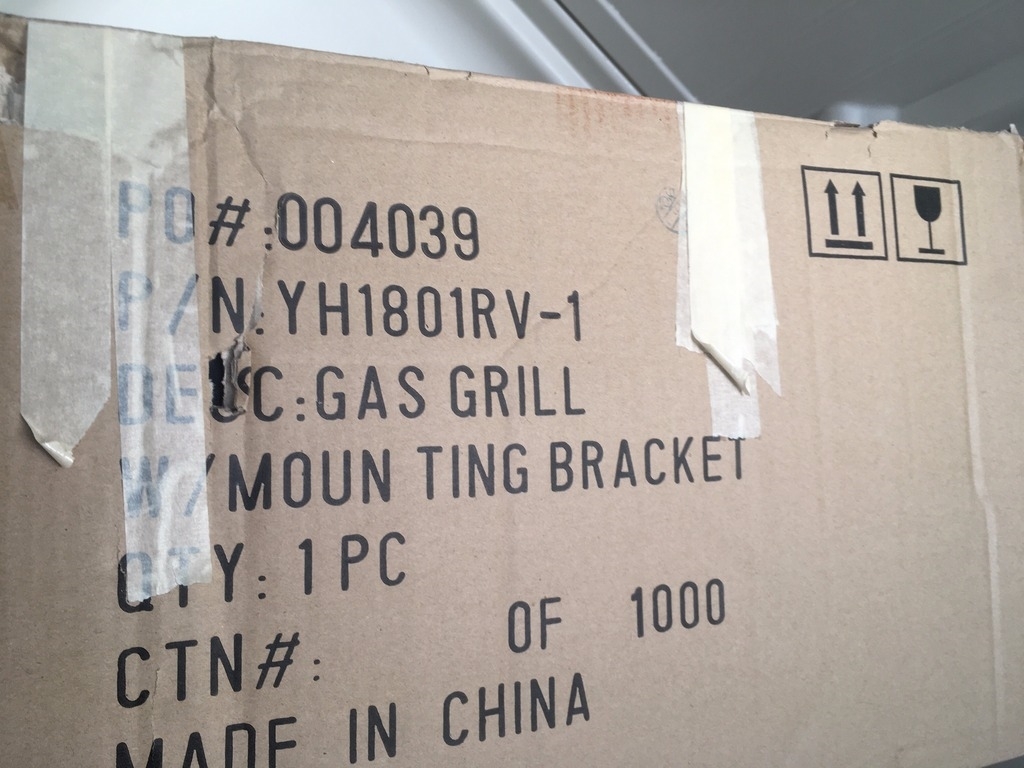 PO#:004039
P/N:YH1801RV-1
DESC:GAS GRILL
W/MOUN TING BRACKET
QTY: 1 PC
CTN#: OF 1000
MADE IN CHINA